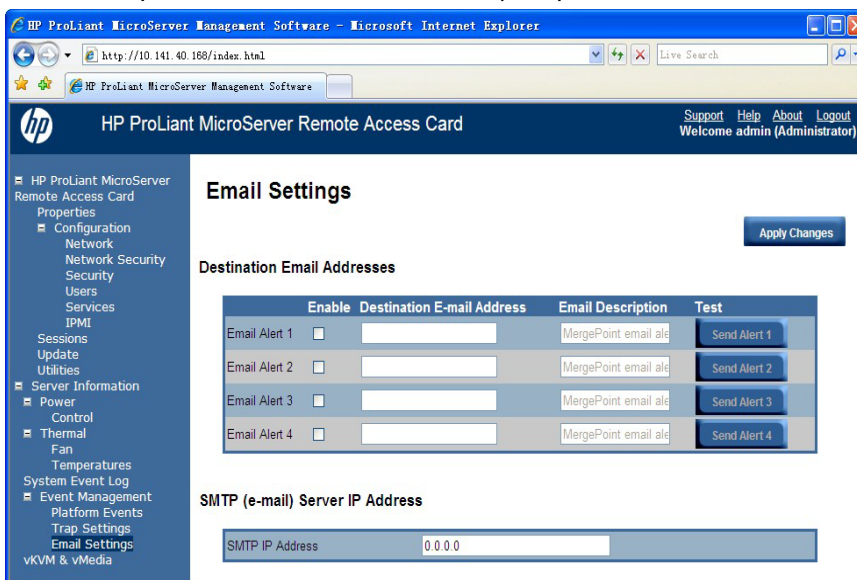 HP ProLiant MicroServer Management Software - Microsoft Internet Explorer
http://10.141.40.168/index.html
Live Search
HP ProLiant MicroServer Management Software
hp
HP ProLiant MicroServer Remote Access Card
Support Help About Logout
Welcome admin (Administrator)
HP ProLiant MicroServer
Remote Access Card
Properties
Configuration
Network
Network Security
Security
Users
Services
IPMI
Sessions
Update
Utilities
Server Information
Power
Control
Thermal
Fan
Temperatures
System Event Log
Event Management
Platform Events
Trap Settings
Email Settings
vKVM & vMedia
Email Settings
Apply Changes
Destination Email Addresses
Enable Destination E-mail Address Email Description Test
Email Alert 1 MergePoint email ale Send Alert 1
Email Alert 2 MergePoint email ale Send Alert 2
Email Alert 3 MergePoint email ale Send Alert 3
Email Alert 4 MergePoint email ale Send Alert 4
SMTP (e-mail) Server IP Address
SMTP IP Address 0.0.0.0